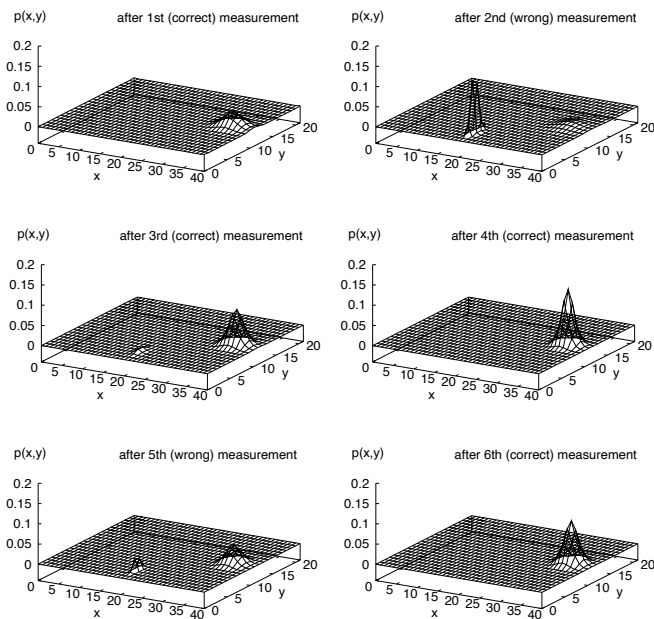 p(x,y)
after 1st (correct) measurement
0.2
0.15
0.1
0.05
0
0 5 10 15 20 25 30 35 40
x
0 5 10 15 20
y
p(x,y)
after 2nd (wrong) measurement
0.2
0.15
0.1
0.05
0
0 5 10 15 20 25 30 35 40
x
0 5 10 15 20
y
p(x,y)
after 3rd (correct) measurement
0.2
0.15
0.1
0.05
0
0 5 10 15 20 25 30 35 40
x
0 5 10 15 20
y
p(x,y)
after 4th (correct) measurement
0.2
0.15
0.1
0.05
0
0 5 10 15 20 25 30 35 40
x
0 5 10 15 20
y
p(x,y)
after 5th (wrong) measurement
0.2
0.15
0.1
0.05
0
0 5 10 15 20 25 30 35 40
x
0 5 10 15 20
y
p(x,y)
after 6th (correct) measurement
0.2
0.15
0.1
0.05
0
0 5 10 15 20 25 30 35 40
x
0 5 10 15 20
y